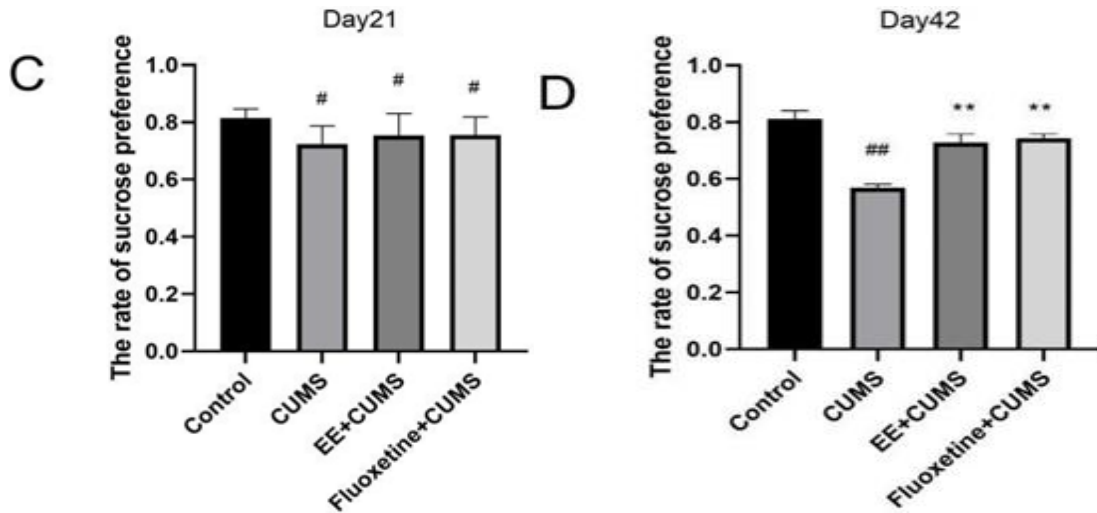 C
Day21
The rate of sucrose preference
1.0
0.8
0.6
0.4
0.2
0.0
#
#
#
Control
CUMS
EE+CUMS
Fluoxetine+CUMS
D
Day42
The rate of sucrose preference
1.0
0.8
0.6
0.4
0.2
0.0
##
**
**
Control
CUMS
EE+CUMS
Fluoxetine+CUMS